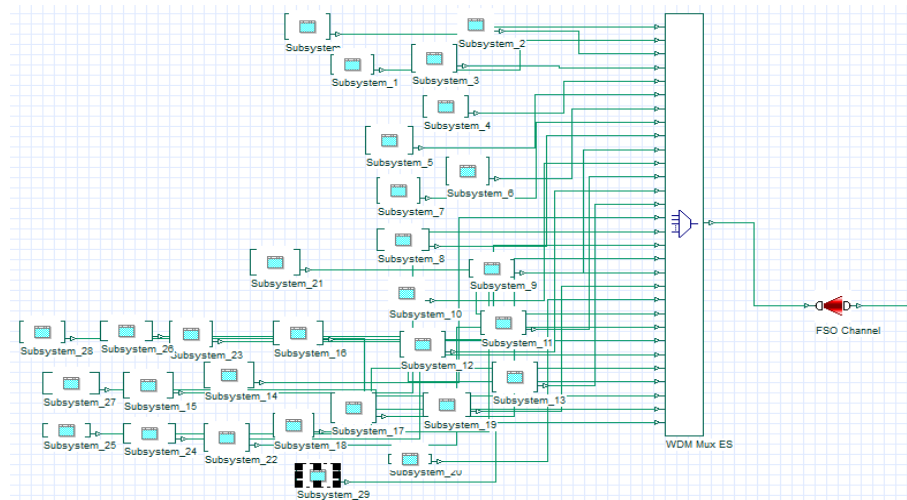 Subsystem
Subsystem_2
Subsystem_1
Subsystem_3
Subsystem_4
Subsystem_5
Subsystem_6
Subsystem_7
Subsystem_8
Subsystem_21
Subsystem_9
Subsystem_10
Subsystem_11
FSO Channel
Subsystem_28
Subsystem_26
Subsystem_23
Subsystem_16
Subsystem_12
Subsystem_27
Subsystem_15
Subsystem_14
Subsystem_13
Subsystem_25
Subsystem_24
Subsystem_22
Subsystem_18
Subsystem_17
Subsystem_19
WDM Mux ES
Subsystem_20
Subsystem_29